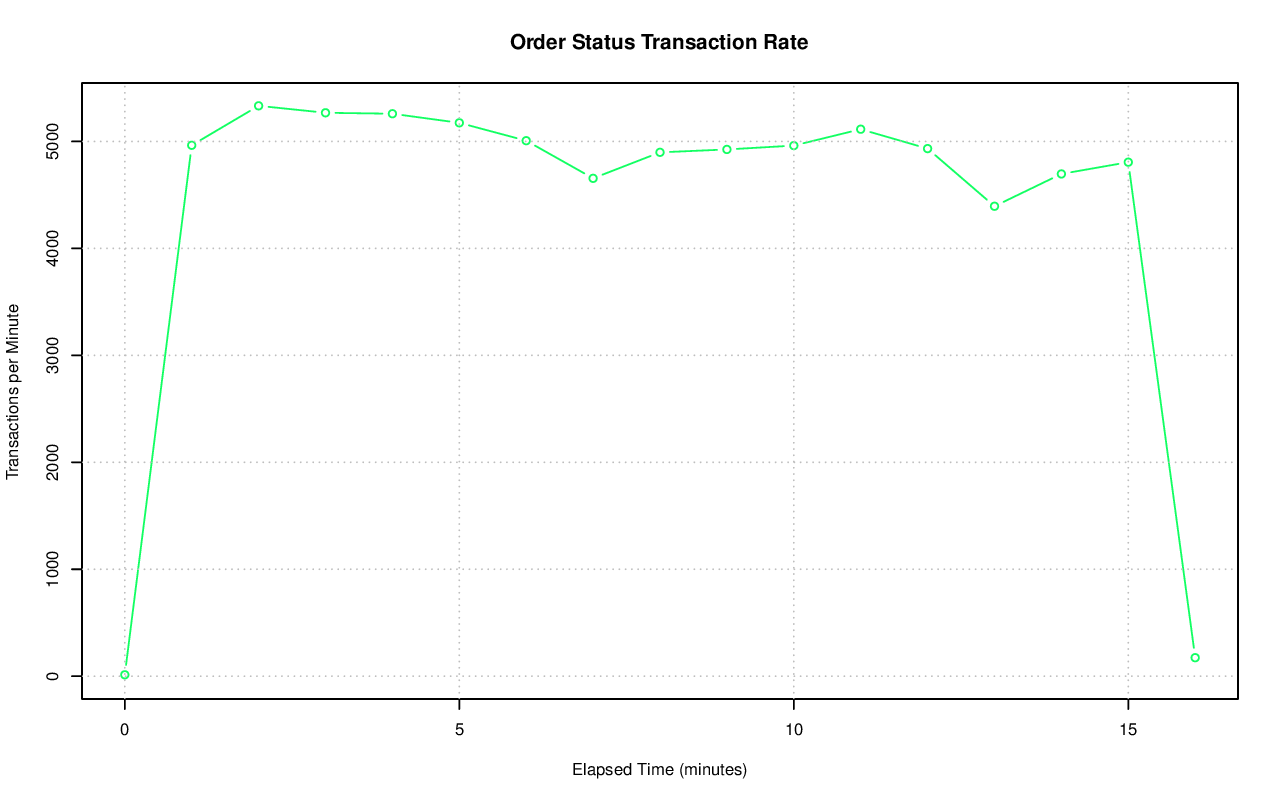 Order Status Transaction Rate
Transactions per Minute
5000
4000
3000
2000
1000
0
0 5 10 15
Elapsed Time (minutes)